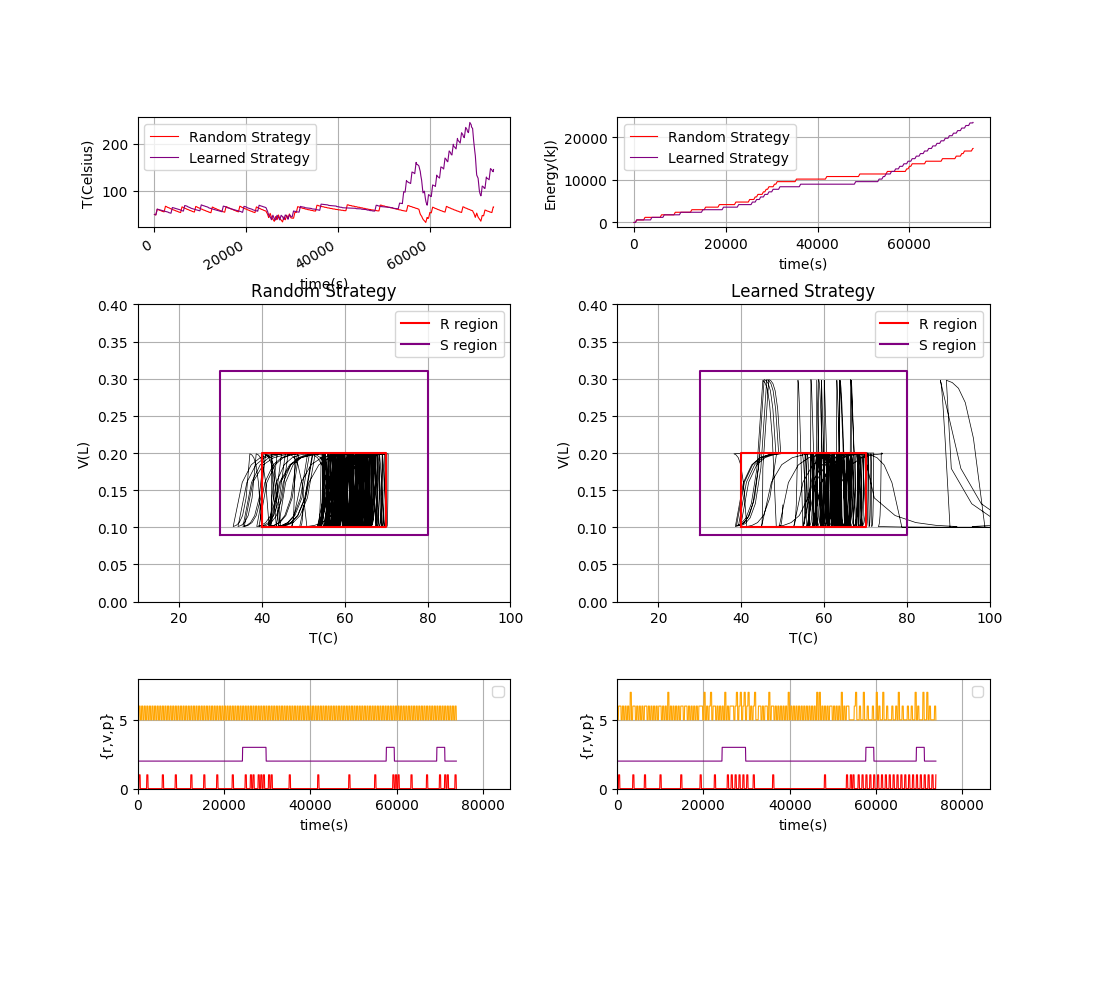 T(Celsius)
200
100
Random Strategy
Learned Strategy
0
20000
40000
60000
time(s)
Energy(kJ)
20000
10000
0
Random Strategy
Learned Strategy
0
20000
40000
60000
time(s)
Random Strategy
V(L)
0.40
0.35
0.30
0.25
0.20
0.15
0.10
0.05
0.00
R region
S region
20
40
60
80
100
T(C)
Learned Strategy
V(L)
0.40
0.35
0.30
0.25
0.20
0.15
0.10
0.05
0.00
R region
S region
20
40
60
80
100
T(C)
{r,v,p}
5
0
0
20000
40000
60000
80000
time(s)
{r,v,p}
5
0
0
20000
40000
60000
80000
time(s)